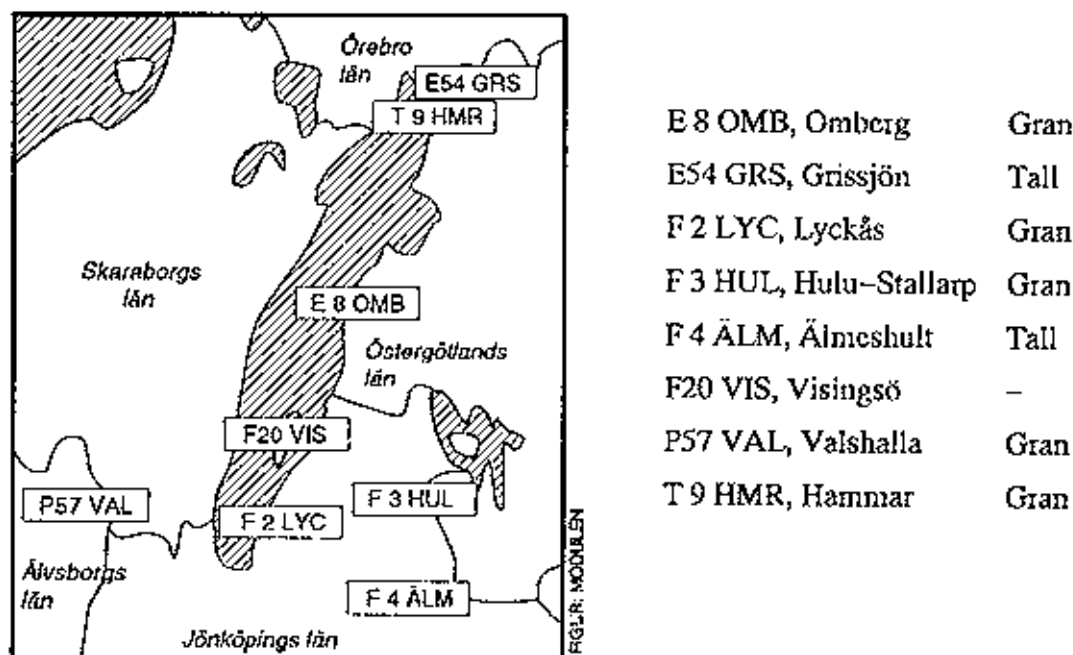 Örebro
län
E54 GRS
T 9 HMR
Skaraborgs
län
E 8 OMB
Östergötlands
län
F20 VIS
P57 VAL
F 3 HUL
F 2 LYC
Älvsborgs
län
F 4 ÄLM
Jönköpings län
FIGUR: MODULEN
E 8 OMB, Omberg Gran
E54 GRS, Grissjön Tall
F 2 LYC, Lyckås Gran
F 3 HUL, Hulu–Stallarp Gran
F 4 ÄLM, Älmeshult Tall
F20 VIS, Visingsö –
P57 VAL, Valshalla Gran
T 9 HMR, Hammar Gran